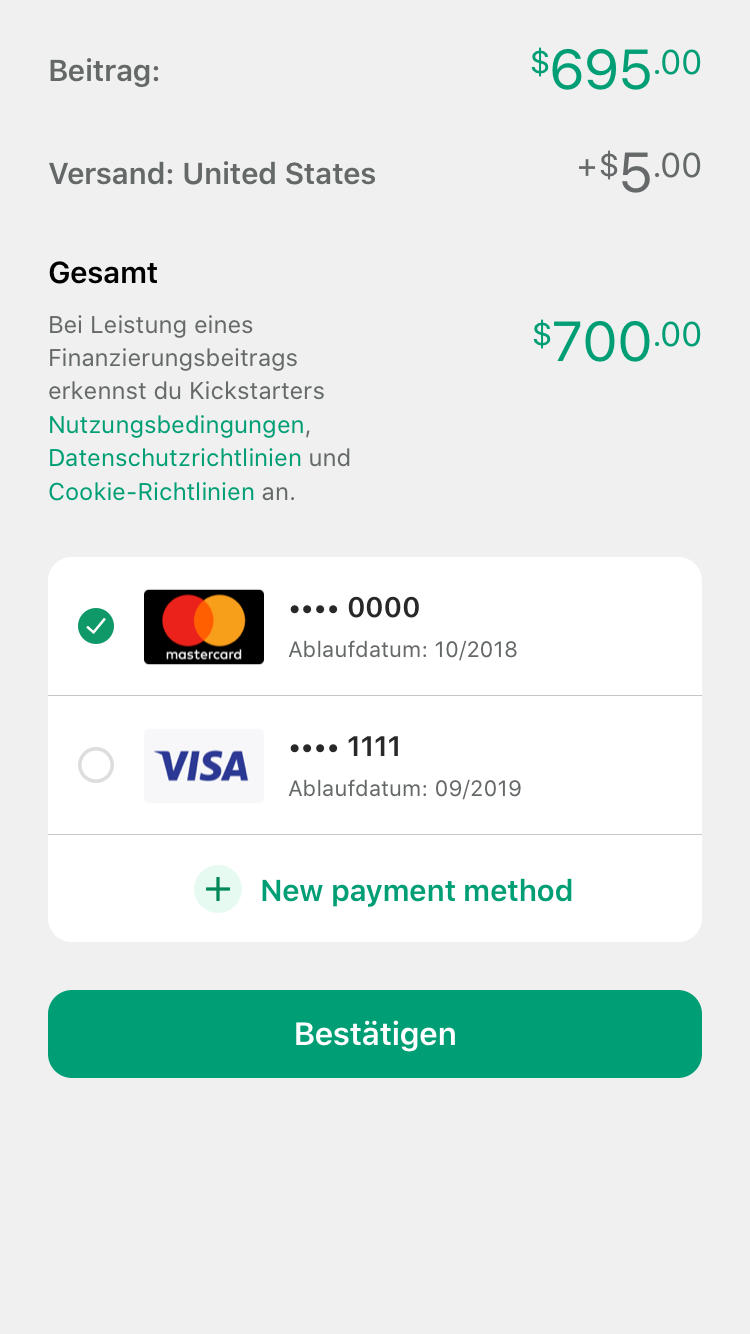 Beitrag:
$695.00
Versand: United States
+$5.00
Gesamt
Bei Leistung eines
Finanzierungsbeitrags
erkennst du Kickstarters
Nutzungsbedingungen,
Datenschutzrichtlinien und
Cookie-Richtlinien an.
$700.00
mastercard
•••• 0000
Ablaufdatum: 10/2018
VISA
•••• 1111
Ablaufdatum: 09/2019
+ New payment method
Bestätigen